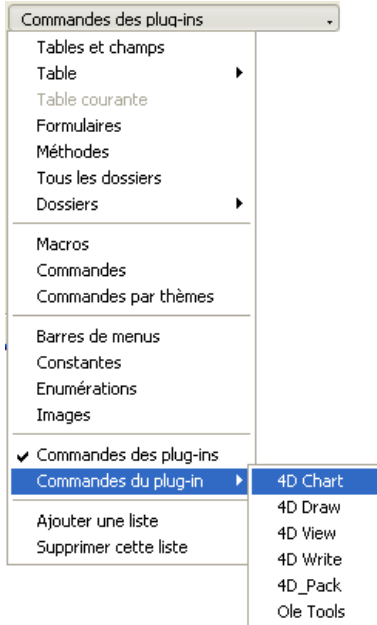 Commandes des plug-ins
Tables et champs
Table
Table courante
Formulaires
Méthodes
Tous les dossiers
Dossiers
Macros
Commandes
Commandes par thèmes
Barres de menus
Constantes
Enumérations
Images
Commandes des plug-ins
Commandes du plug-in
4D Chart
4D Draw
4D View
4D Write
4D_Pack
Ole Tools
Ajouter une liste
Supprimer cette liste